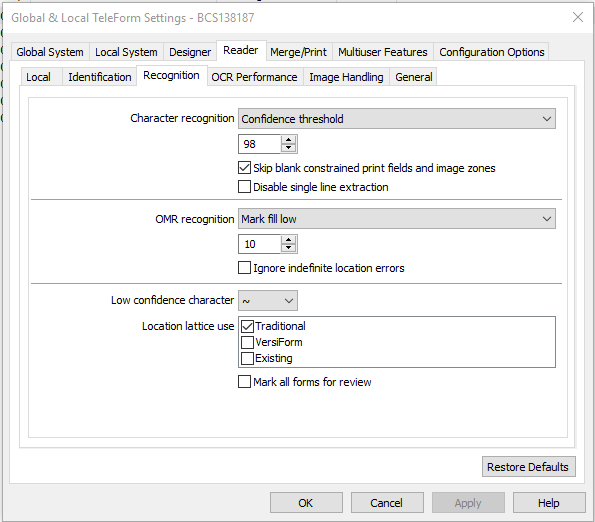 Global & Local TeleForm Settings - BCS138187
Global System Local System Designer Reader Merge/Print Multiuser Features Configuration Options
Local Identification Recognition OCR Performance Image Handling General
Character recognition Confidence threshold
98
Skip blank constrained print fields and image zones
Disable single line extraction
OMR recognition Mark fill low
10
Ignore indefinite location errors
Low confidence character ~
Location lattice use Traditional
VersiForm
Existing
Mark all forms for review
Restore Defaults
OK Cancel Apply Help